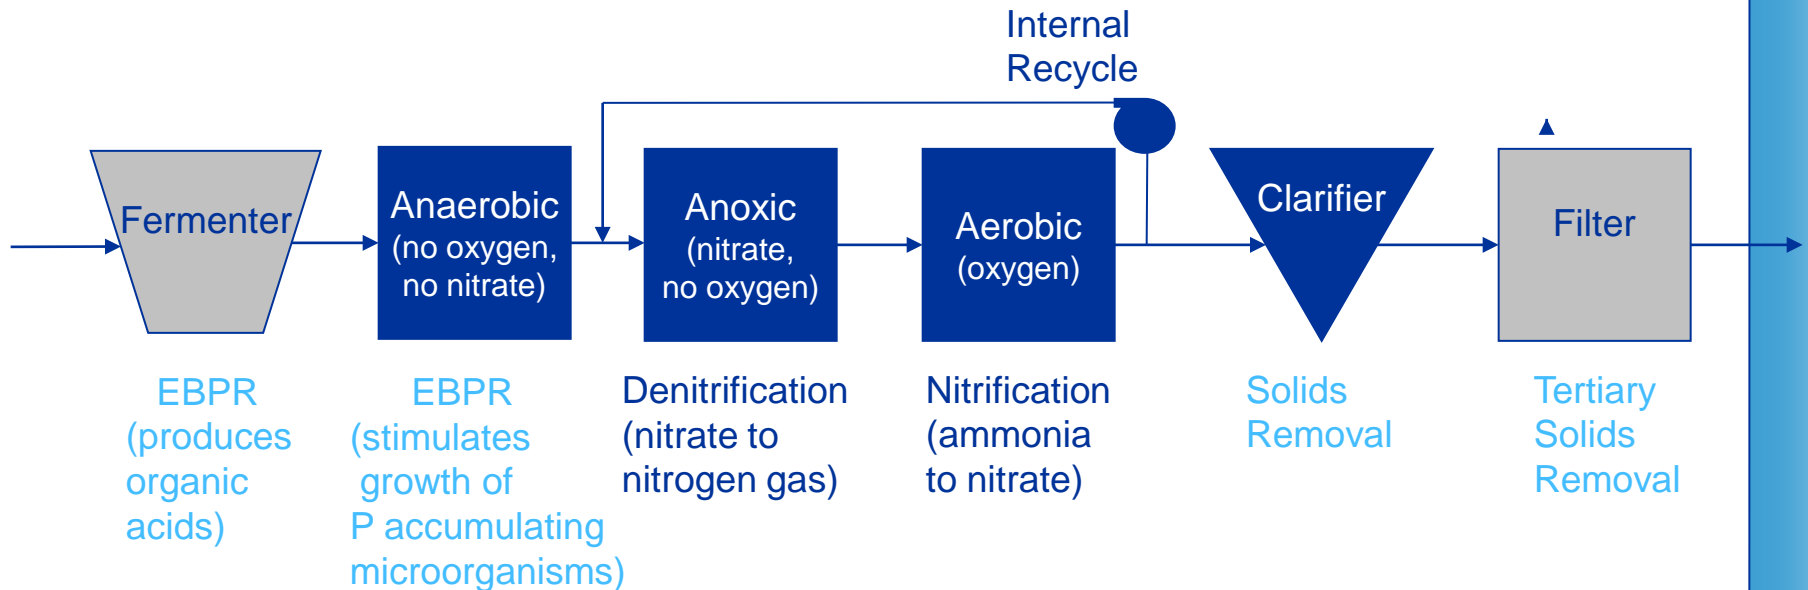 Internal
Recycle
Fermenter
Anaerobic
(no oxygen,
no nitrate)
Anoxic
(nitrate,
no oxygen)
Aerobic
(oxygen)
Clarifier
Filter
EBPR
(produces
organic
acids)
EBPR
(stimulates
growth of
P accumulating
microorganisms)
Denitrification
(nitrate to
nitrogen gas)
Nitrification
(ammonia
to nitrate)
Solids
Removal
Tertiary
Solids
Removal